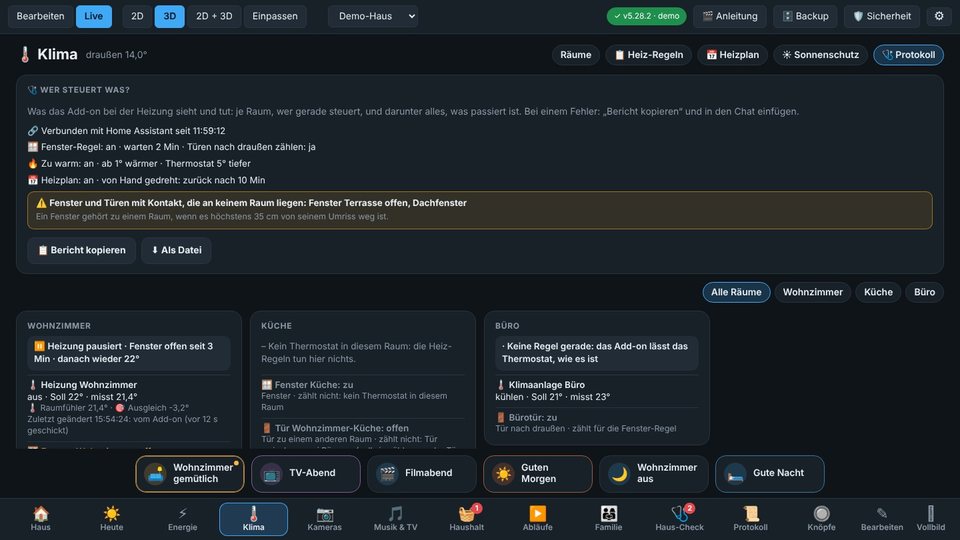 Bearbeiten Live 2D 3D 2D + 3D Einpassen Demo-Haus ✓ v5.28.2 · demo Anleitung Backup Sicherheit
Klima draußen 14,0° Räume Heiz-Regeln Heizplan Sonnenschutz Protokoll
WER STEUERT WAS?
Was das Add-on bei der Heizung sieht und tut: je Raum, wer gerade steuert, und darunter alles, was passiert ist. Bei einem Fehler: „Bericht kopieren“ und in den Chat einfügen.
Verbunden mit Home Assistant seit 11:59:12
Fenster-Regel: an · warten 2 Min · Türen nach draußen zählen: ja
Zu warm: an · ab 1° wärmer · Thermostat 5° tiefer
Heizplan: an · von Hand gedreht: zurück nach 10 Min
Fenster und Türen mit Kontakt, die an keinem Raum liegen: Fenster Terrasse offen, Dachfenster
Ein Fenster gehört zu einem Raum, wenn es höchstens 35 cm von seinem Umriss weg ist.
Bericht kopieren Als Datei
Alle Räume Wohnzimmer Küche Büro
WOHNZIMMER
Heizung pausiert · Fenster offen seit 3
Min · danach wieder 22°
Heizung Wohnzimmer
aus · Soll 22° · misst 21,4°
Raumfühler 21,4° · Ausgleich -3,2°
Zuletzt geändert 15:54:24: vom Add-on (vor 12 s
geschickt)
KÜCHE
– Kein Thermostat in diesem Raum: die Heiz-
Regeln tun hier nichts.
Fenster Küche: zu
Fenster · zählt nicht: kein Thermostat in diesem
Raum
Tür Wohnzimmer-Küche: offen
Tür zu einem anderen Raum · zählt nicht: Tür
BÜRO
· Keine Regel gerade: das Add-on lässt das
Thermostat, wie es ist
Klimaanlage Büro
kühlen · Soll 21° · misst 23°
Bürotür: zu
Tür nach draußen · zählt für die Fenster-Regel
Wohnzimmer
gemütlich
TV-Abend
Filmabend
Guten
Morgen
Wohnzimmer
aus
Gute Nacht
1 2
Haus Heute Energie Klima Kameras Musik & TV Haushalt Abläufe Familie Haus-Check Protokoll Knöpfe Bearbeiten Vollbild